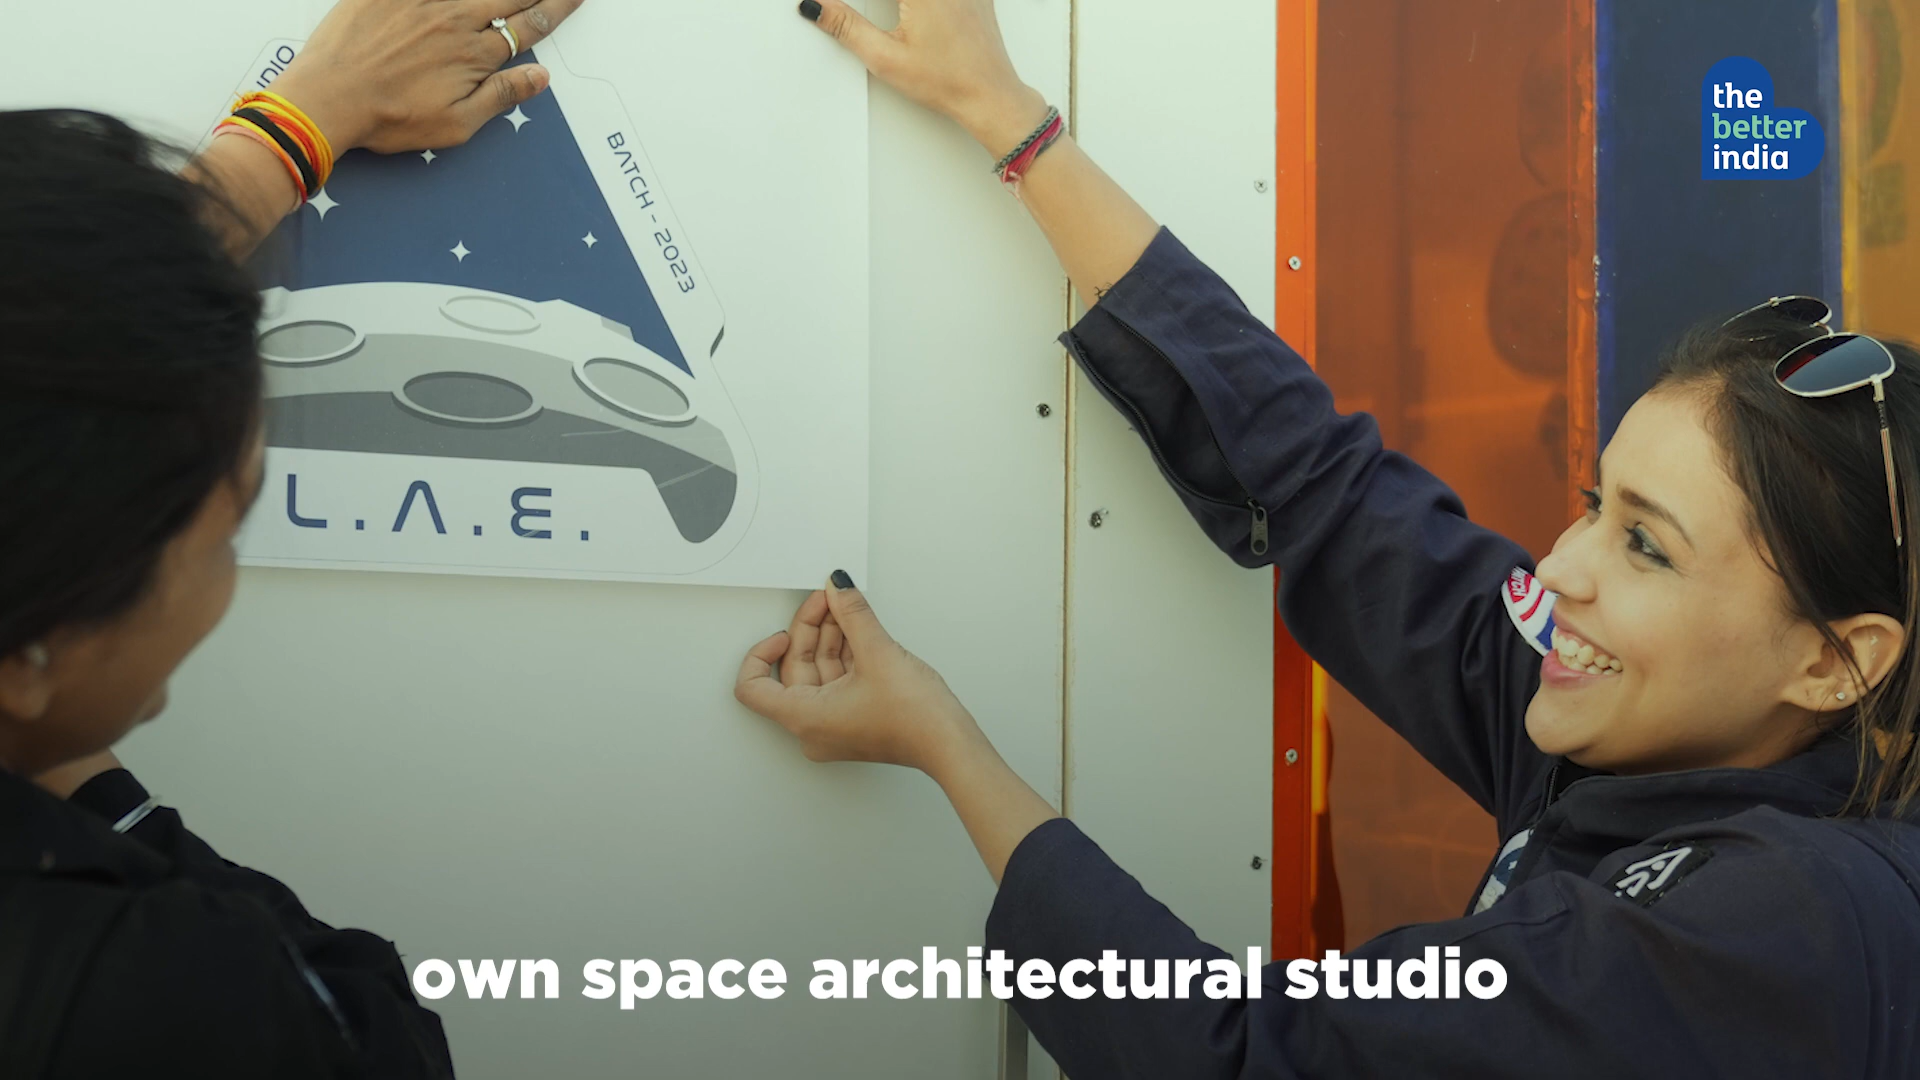 the
better
india
BATCH - 2023
L.A.E.
own space architectural studio